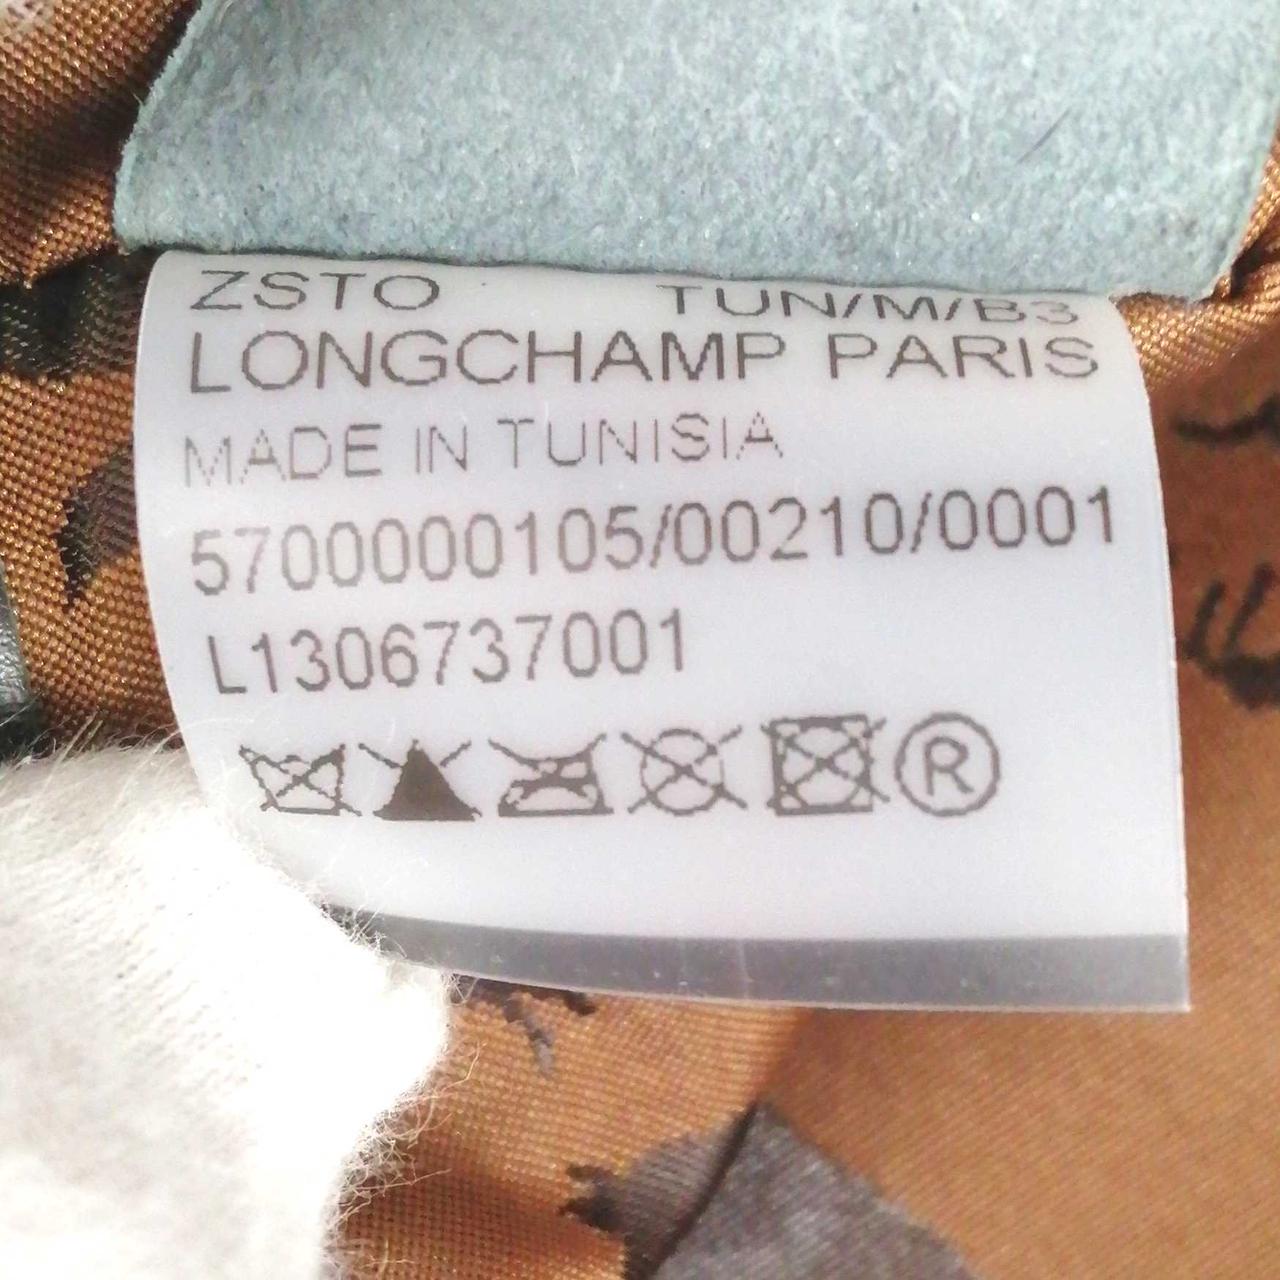 ZSTO TUN/M/B3
LONGCHAMP PARIS
MADE IN TUNISIA
5700000105/00210/0001
L1306737001
®